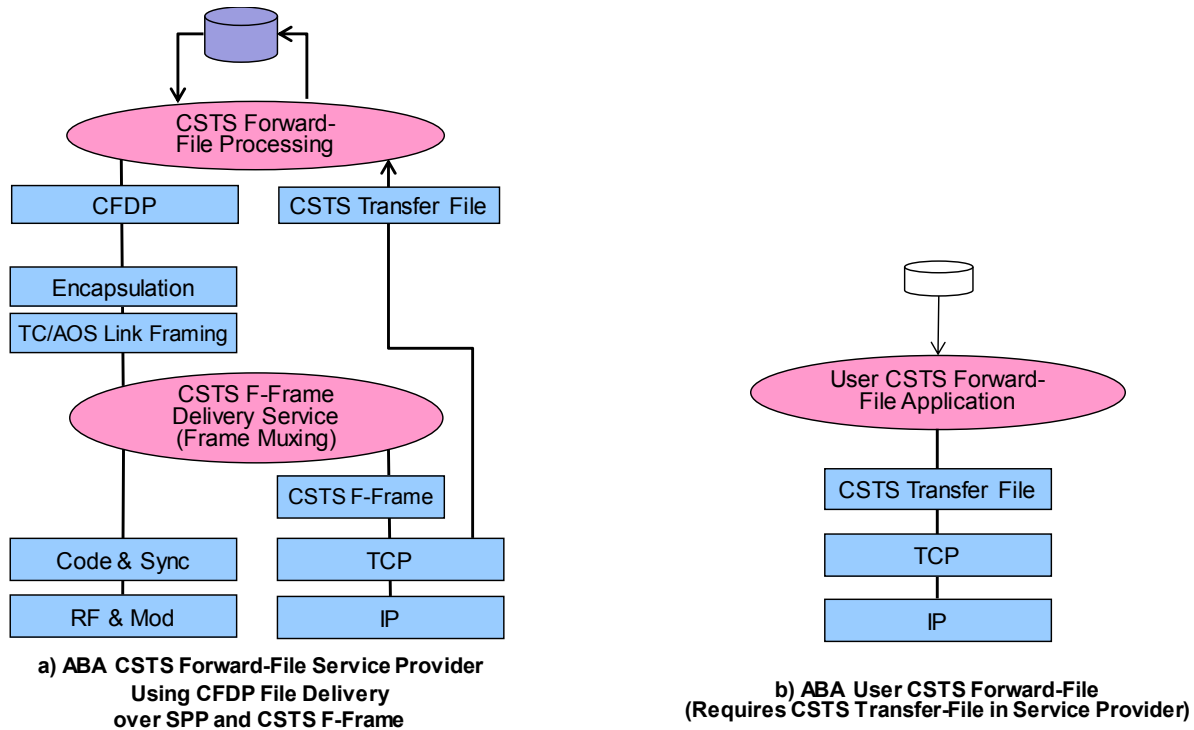 CSTS Forward-
File Processing
CFDP
CSTS Transfer File
Encapsulation
TC/AOS Link Framing
CSTS F-Frame
Delivery Service
(Frame Muxing)
CSTS F-Frame
Code & Sync
TCP
RF & Mod
IP
a) ABA CSTS Forward-File Service Provider
Using CFDP File Delivery
over SPP and CSTS F-Frame
User CSTS Forward-
File Application
CSTS Transfer File
TCP
IP
b) ABA User CSTS Forward-File
(Requires CSTS Transfer-File in Service Provider)